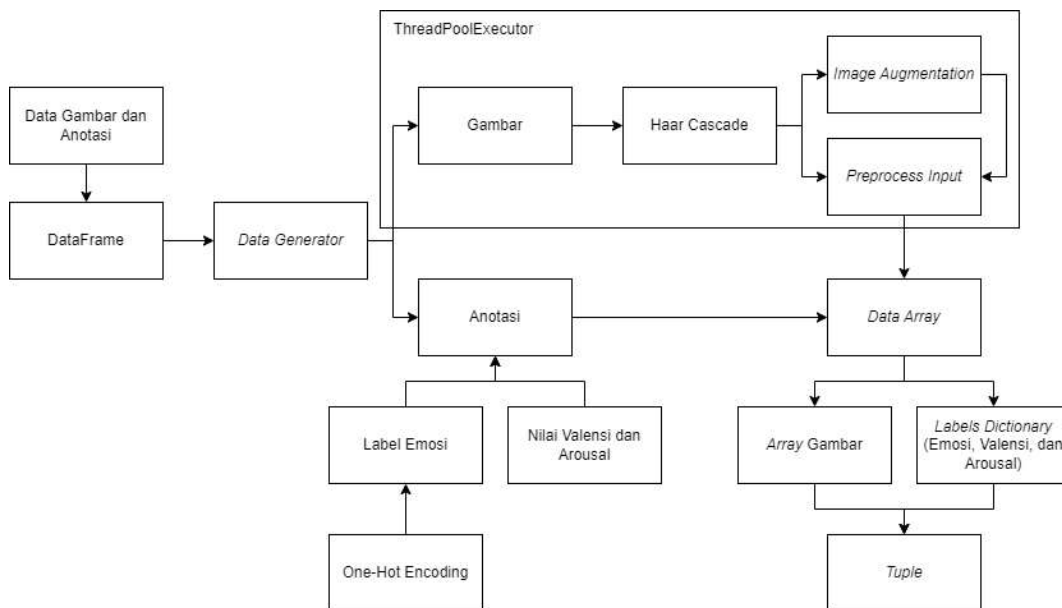 ThreadPoolExecutor
Image Augmentation
Data Gambar dan
Anotasi
Gambar
Haar Cascade
Preprocess Input
DataFrame
Data Generator
Anotasi
Data Array
Label Emosi
Nilai Valensi dan
Arousal
Array Gambar
Labels Dictionary
(Emosi, Valensi, dan
Arousal)
One-Hot Encoding
Tuple